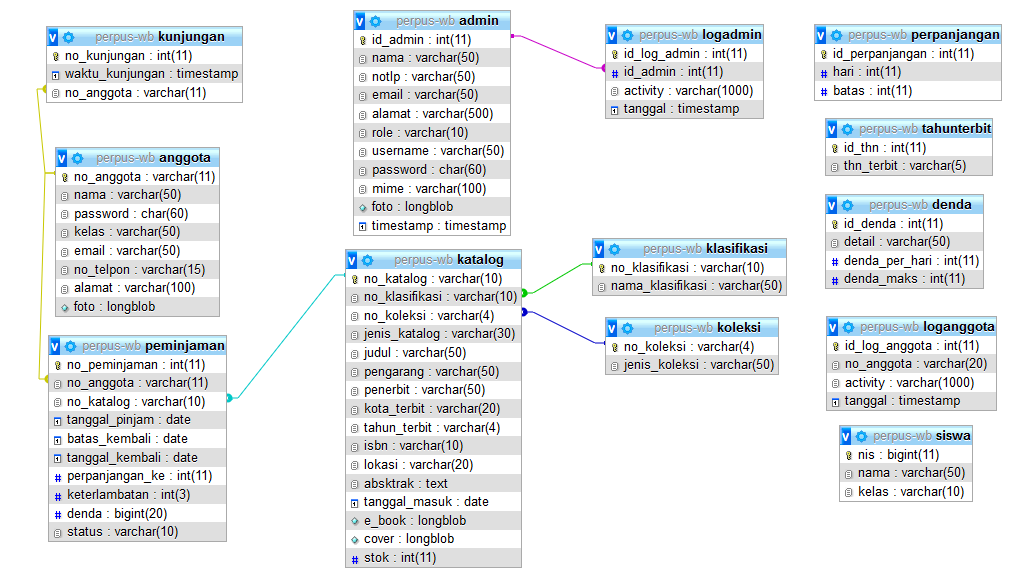 perpus-wb kunjungan
no_kunjungan : int(11)
waktu_kunjungan : timestamp
no_anggota : varchar(11)
perpus-wb anggota
no_anggota : varchar(11)
nama : varchar(50)
password : char(60)
kelas : varchar(50)
email : varchar(50)
no_telpon : varchar(15)
alamat : varchar(100)
foto : longblob
perpus-wb peminjaman
no_peminjaman : int(11)
no_anggota : varchar(11)
no_katalog : varchar(10)
tanggal_pinjam : date
batas_kembali : date
tanggal_kembali : date
perpanjangan_ke : int(11)
keterlambatan : int(3)
denda : bigint(20)
status : varchar(10)
perpus-wb admin
id_admin : int(11)
nama : varchar(50)
notlp : varchar(50)
email : varchar(50)
alamat : varchar(500)
role : varchar(10)
username : varchar(50)
password : char(60)
mime : varchar(100)
foto : longblob
timestamp : timestamp
perpus-wb katalog
no_katalog : varchar(10)
no_klasifikasi : varchar(10)
no_koleksi : varchar(4)
jenis_katalog : varchar(30)
judul : varchar(50)
pengarang : varchar(50)
penerbit : varchar(50)
kota_terbit : varchar(20)
tahun_terbit : varchar(4)
isbn : varchar(10)
lokasi : varchar(20)
absktrak : text
tanggal_masuk : date
e_book : longblob
cover : longblob
stok : int(11)
perpus-wb logadmin
id_log_admin : int(11)
id_admin : int(11)
activity : varchar(1000)
tanggal : timestamp
perpus-wb klasifikasi
no_klasifikasi : varchar(10)
nama_klasifikasi : varchar(50)
perpus-wb koleksi
no_koleksi : varchar(4)
jenis_koleksi : varchar(50)
perpus-wb perpanjangan
id_perpanjangan : int(11)
hari : int(11)
batas : int(11)
perpus-wb tahunterbit
id_thn : int(11)
thn_terbit : varchar(5)
perpus-wb denda
id_denda : int(11)
detail : varchar(50)
denda_per_hari : int(11)
denda_maks : int(11)
perpus-wb loganggota
id_log_anggota : int(11)
no_anggota : varchar(20)
activity : varchar(1000)
tanggal : timestamp
perpus-wb siswa
nis : bigint(11)
nama : varchar(50)
kelas : varchar(10)